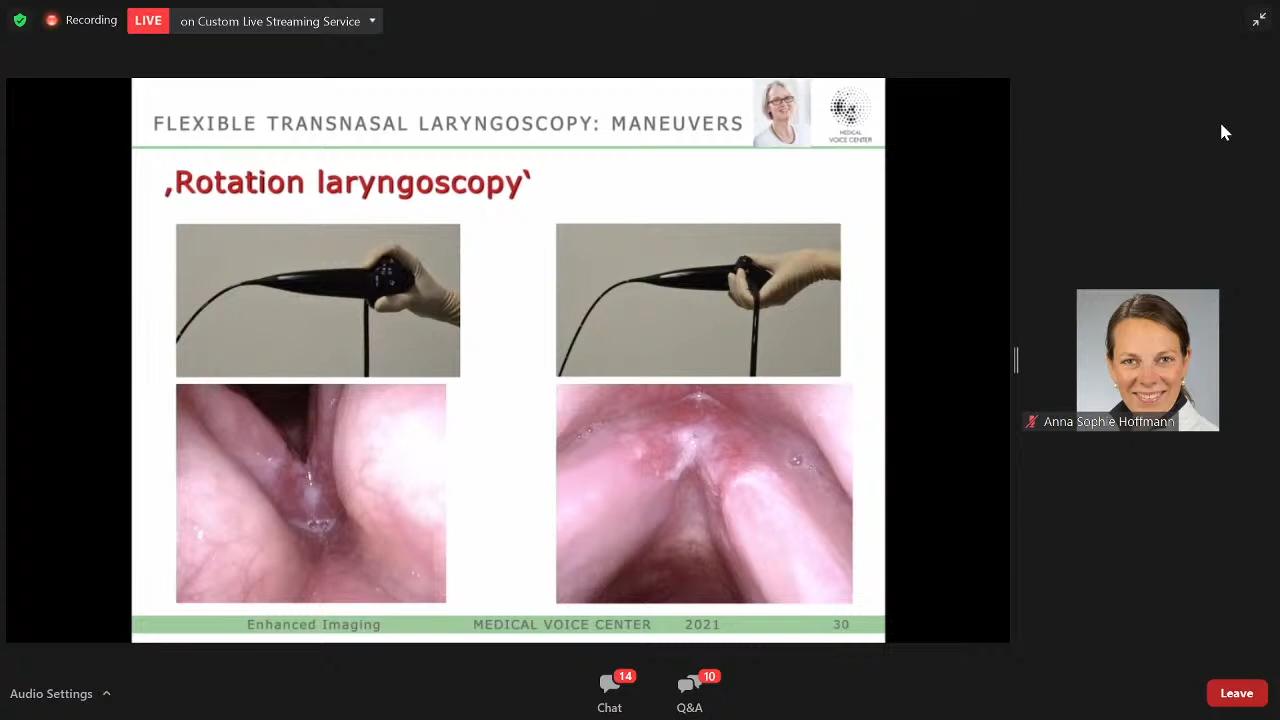 Recording
LIVE
on Custom Live Streaming Service
FLEXIBLE TRANSNASAL LARYNGOSCOPY: MANEUVERS
MEDICAL
VOICE CENTER
‚Rotation laryngoscopy‘
Anna Sophie Hoffmann
Enhanced Imaging MEDICAL VOICE CENTER 2021 30
Audio Settings
14
Chat
10
Q&A
Leave